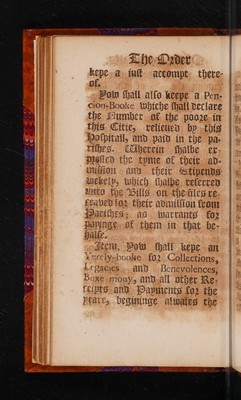 The Order
kepe a iust accompt there-
of.
Yow shall also keepe a Pen-
cion-Booke whiche shall declare
the Number of the poore in
this Citie, relieued by this
Hospitall, and paid in the pa-
rishes. Wherein shalbe ex-
pressed the tyme of their ad-
mission and their Stipends
wekely, which shalbe referred
unto the Bills on the files re-
ceaued for their admission from
Parishes; as warrants for
payinge of them in that be-
halfe.
Item, Yow shall kepe an
Yerely-booke for Collections,
Legacies and Benevolences,
Boxe mony, and all other Re-
ceipts and Payments for the
yeare, begininge alwaies the